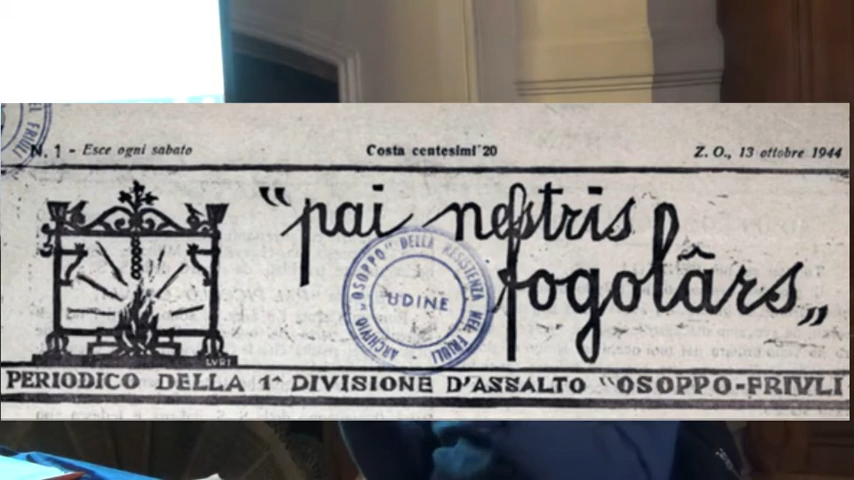 N. 1 - Esce ogni sabato
Costa centesimi 20
Z. O., 13 ottobre 1944
“pai nestris
fogolârs„
ARCHIVIO „OSOPPO“ DELLA RESISTENZA NEL FRIULI
UDINE
PERIODICO DELLA 1ª DIVISIONE D'ASSALTO “OSOPPO-FRIULI